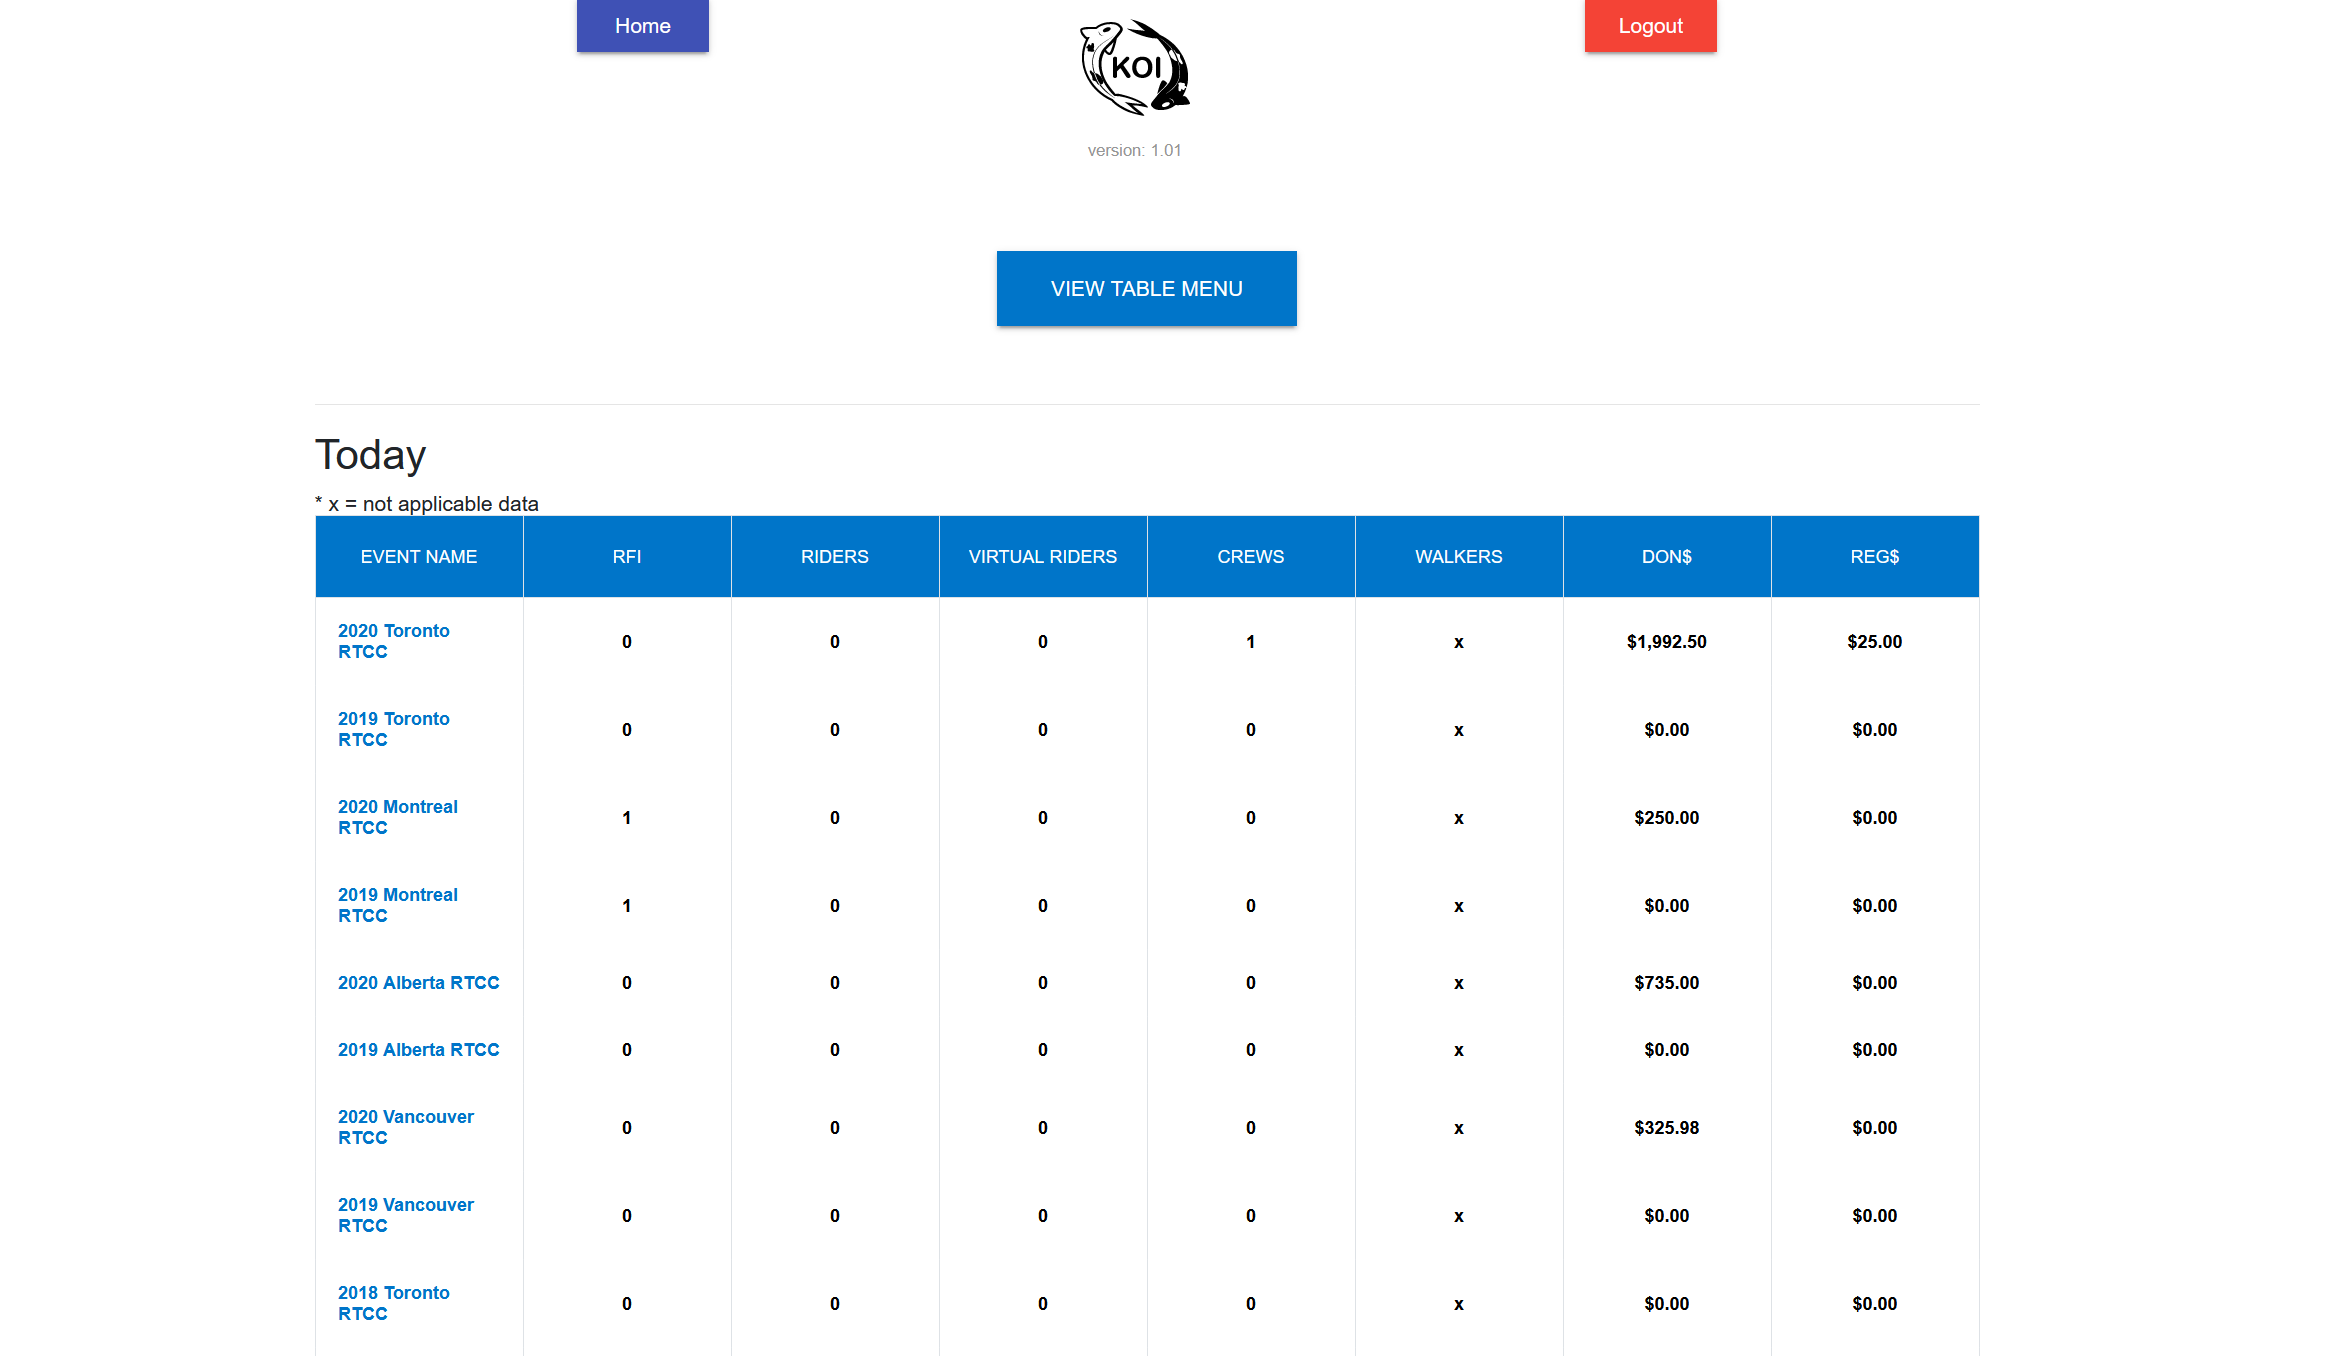 Home
KOI
Logout
version: 1.01
VIEW TABLE MENU
Today
* x = not applicable data
EVENT NAME RFI RIDERS VIRTUAL RIDERS CREWS WALKERS DON$ REG$
2020 Toronto
RTCC 0 0 0 1 x $1,992.50 $25.00
2019 Toronto
RTCC 0 0 0 0 x $0.00 $0.00
2020 Montreal
RTCC 1 0 0 0 x $250.00 $0.00
2019 Montreal
RTCC 1 0 0 0 x $0.00 $0.00
2020 Alberta RTCC 0 0 0 0 x $735.00 $0.00
2019 Alberta RTCC 0 0 0 0 x $0.00 $0.00
2020 Vancouver
RTCC 0 0 0 0 x $325.98 $0.00
2019 Vancouver
RTCC 0 0 0 0 x $0.00 $0.00
2018 Toronto
RTCC 0 0 0 0 x $0.00 $0.00